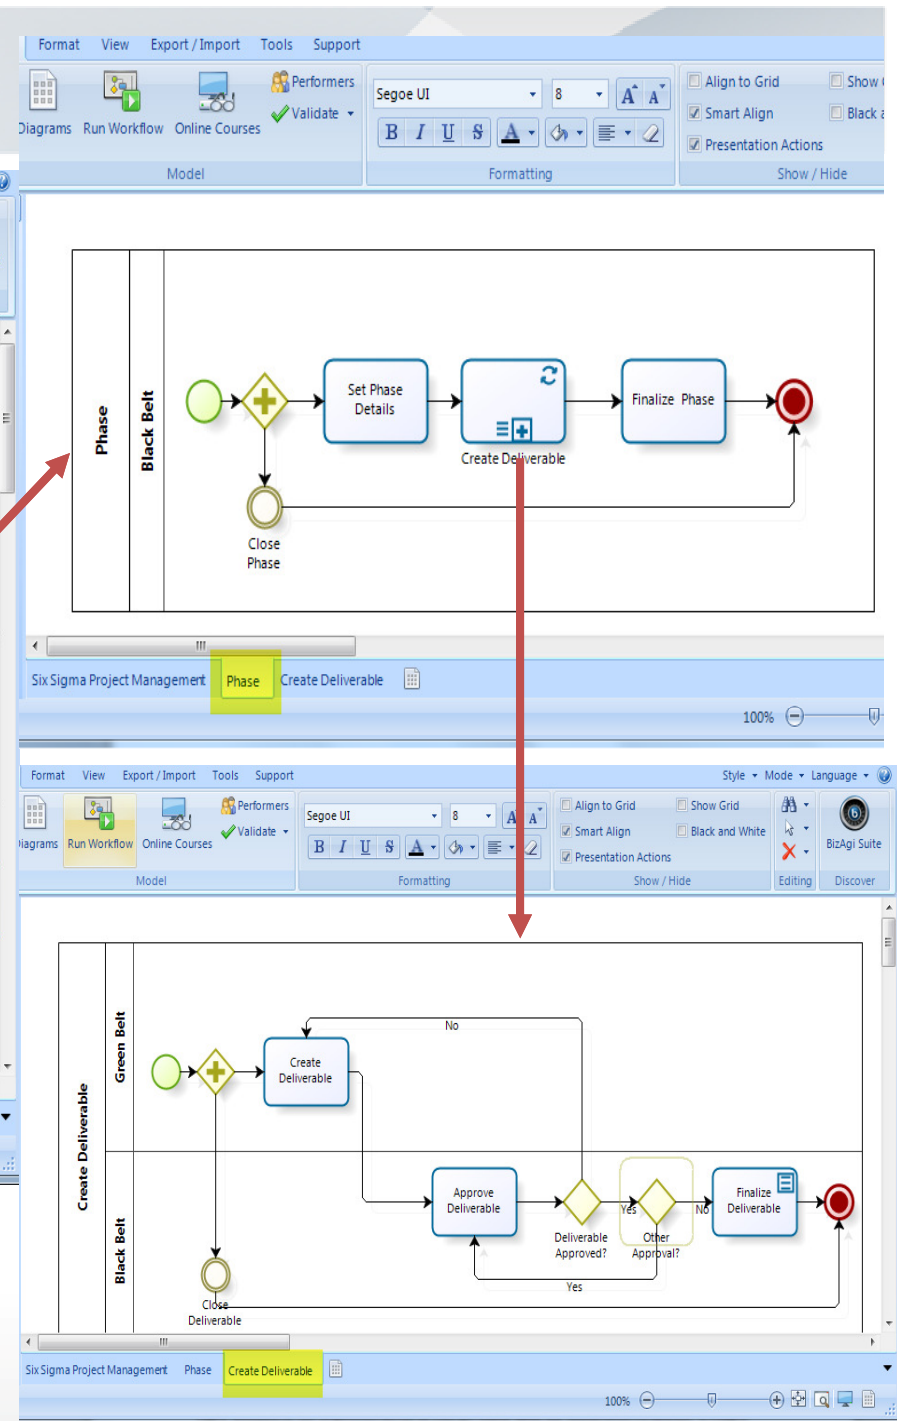 Format View Export / Import Tools Support
Performers
Segoe UI 8 A A
Align to Grid Show
Validate
Smart Align Black a
Diagrams Run Workflow Online Courses
B I U S A
Presentation Actions
Model Formatting Show / Hide
Phase
Black Belt
Set Phase
Details
Finalize Phase
Create Deliverable
Close
Phase
Six Sigma Project Management Phase Create Deliverable
100%
Format View Export / Import Tools Support Style Mode Language
Performers
Segoe UI 8 A A
Align to Grid Show Grid
Validate
Smart Align Black and White
iagrams Run Workflow Online Courses
B I U S A
Presentation Actions
BizAgi Suite
Model Formatting Show / Hide Editing Discover
Create Deliverable
Green Belt
Black Belt
No
Create
Deliverable
Approve
Deliverable
Yes
No
Finalize
Deliverable
Deliverable
Approved?
Other
Approval?
Yes
Close
Deliverable
Six Sigma Project Management Phase Create Deliverable
100%